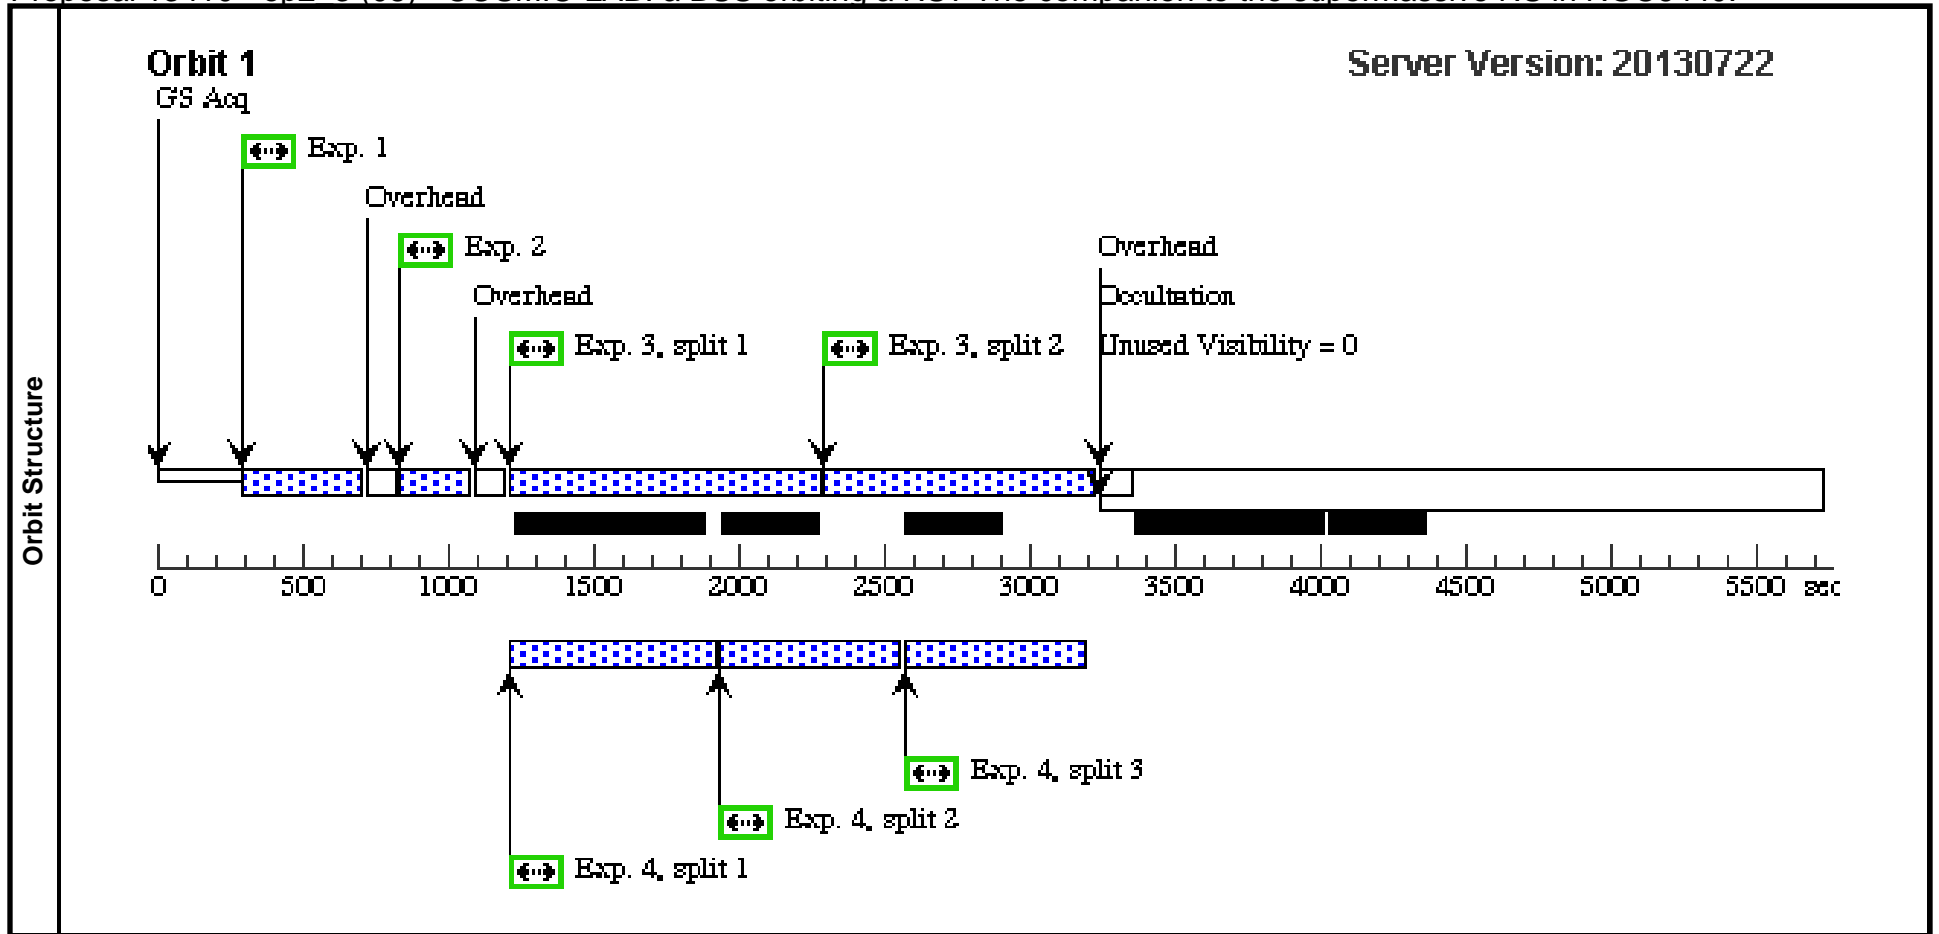 Orbit 1
Server Version: 20130722
GS Acq
Exp. 1
Overhead
Exp. 2
Overhead
Overhead
Occultation
Exp. 3, split 1
Exp. 3, split 2
Unused Visibility = 0
Orbit Structure
0 500 1000 1500 2000 2500 3000 3500 4000 4500 5000 5500 sec
Exp. 4, split 3
Exp. 4, split 2
Exp. 4, split 1